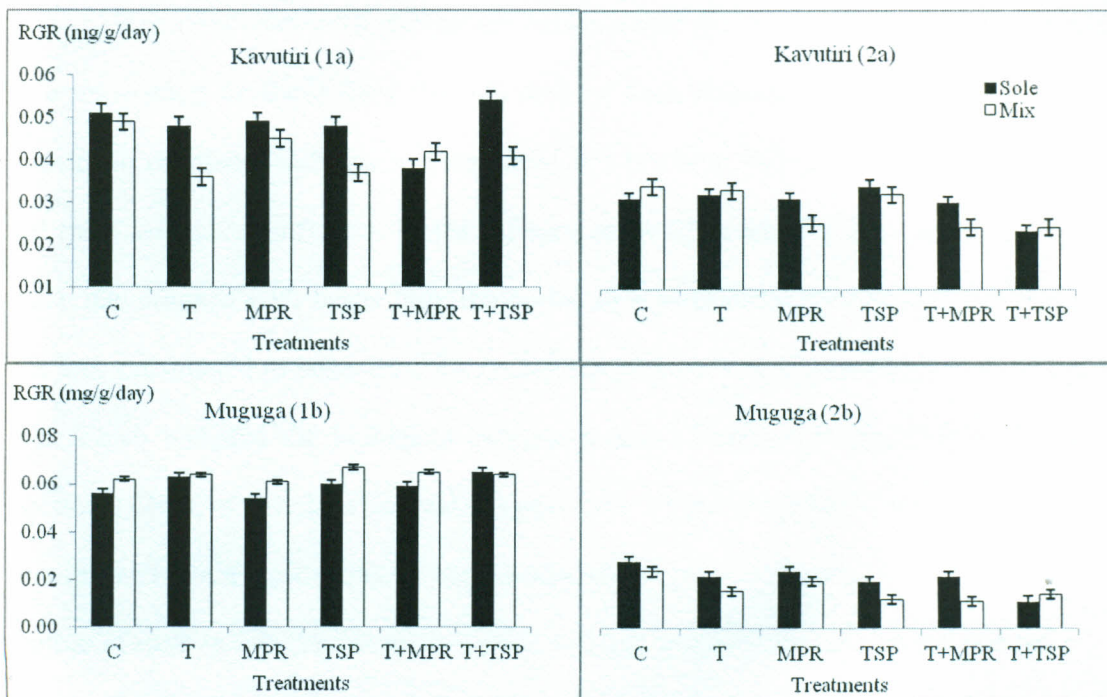 RGR (mg/g/day)
Kavutiri (1a)
0.06
0.05
0.04
0.03
0.02
0.01
C T MPR TSP T+MPR T+TSP
Treatments
Kavutiri (2a)
Sole
Mix
C T MPR TSP T+MPR T+TSP
Treatments
RGR (mg/g/day)
Muguga (1b)
0.08
0.06
0.04
0.02
0.00
C T MPR TSP T+MPR T+TSP
Treatments
Muguga (2b)
C T MPR TSP T+MPR T+TSP
Treatments